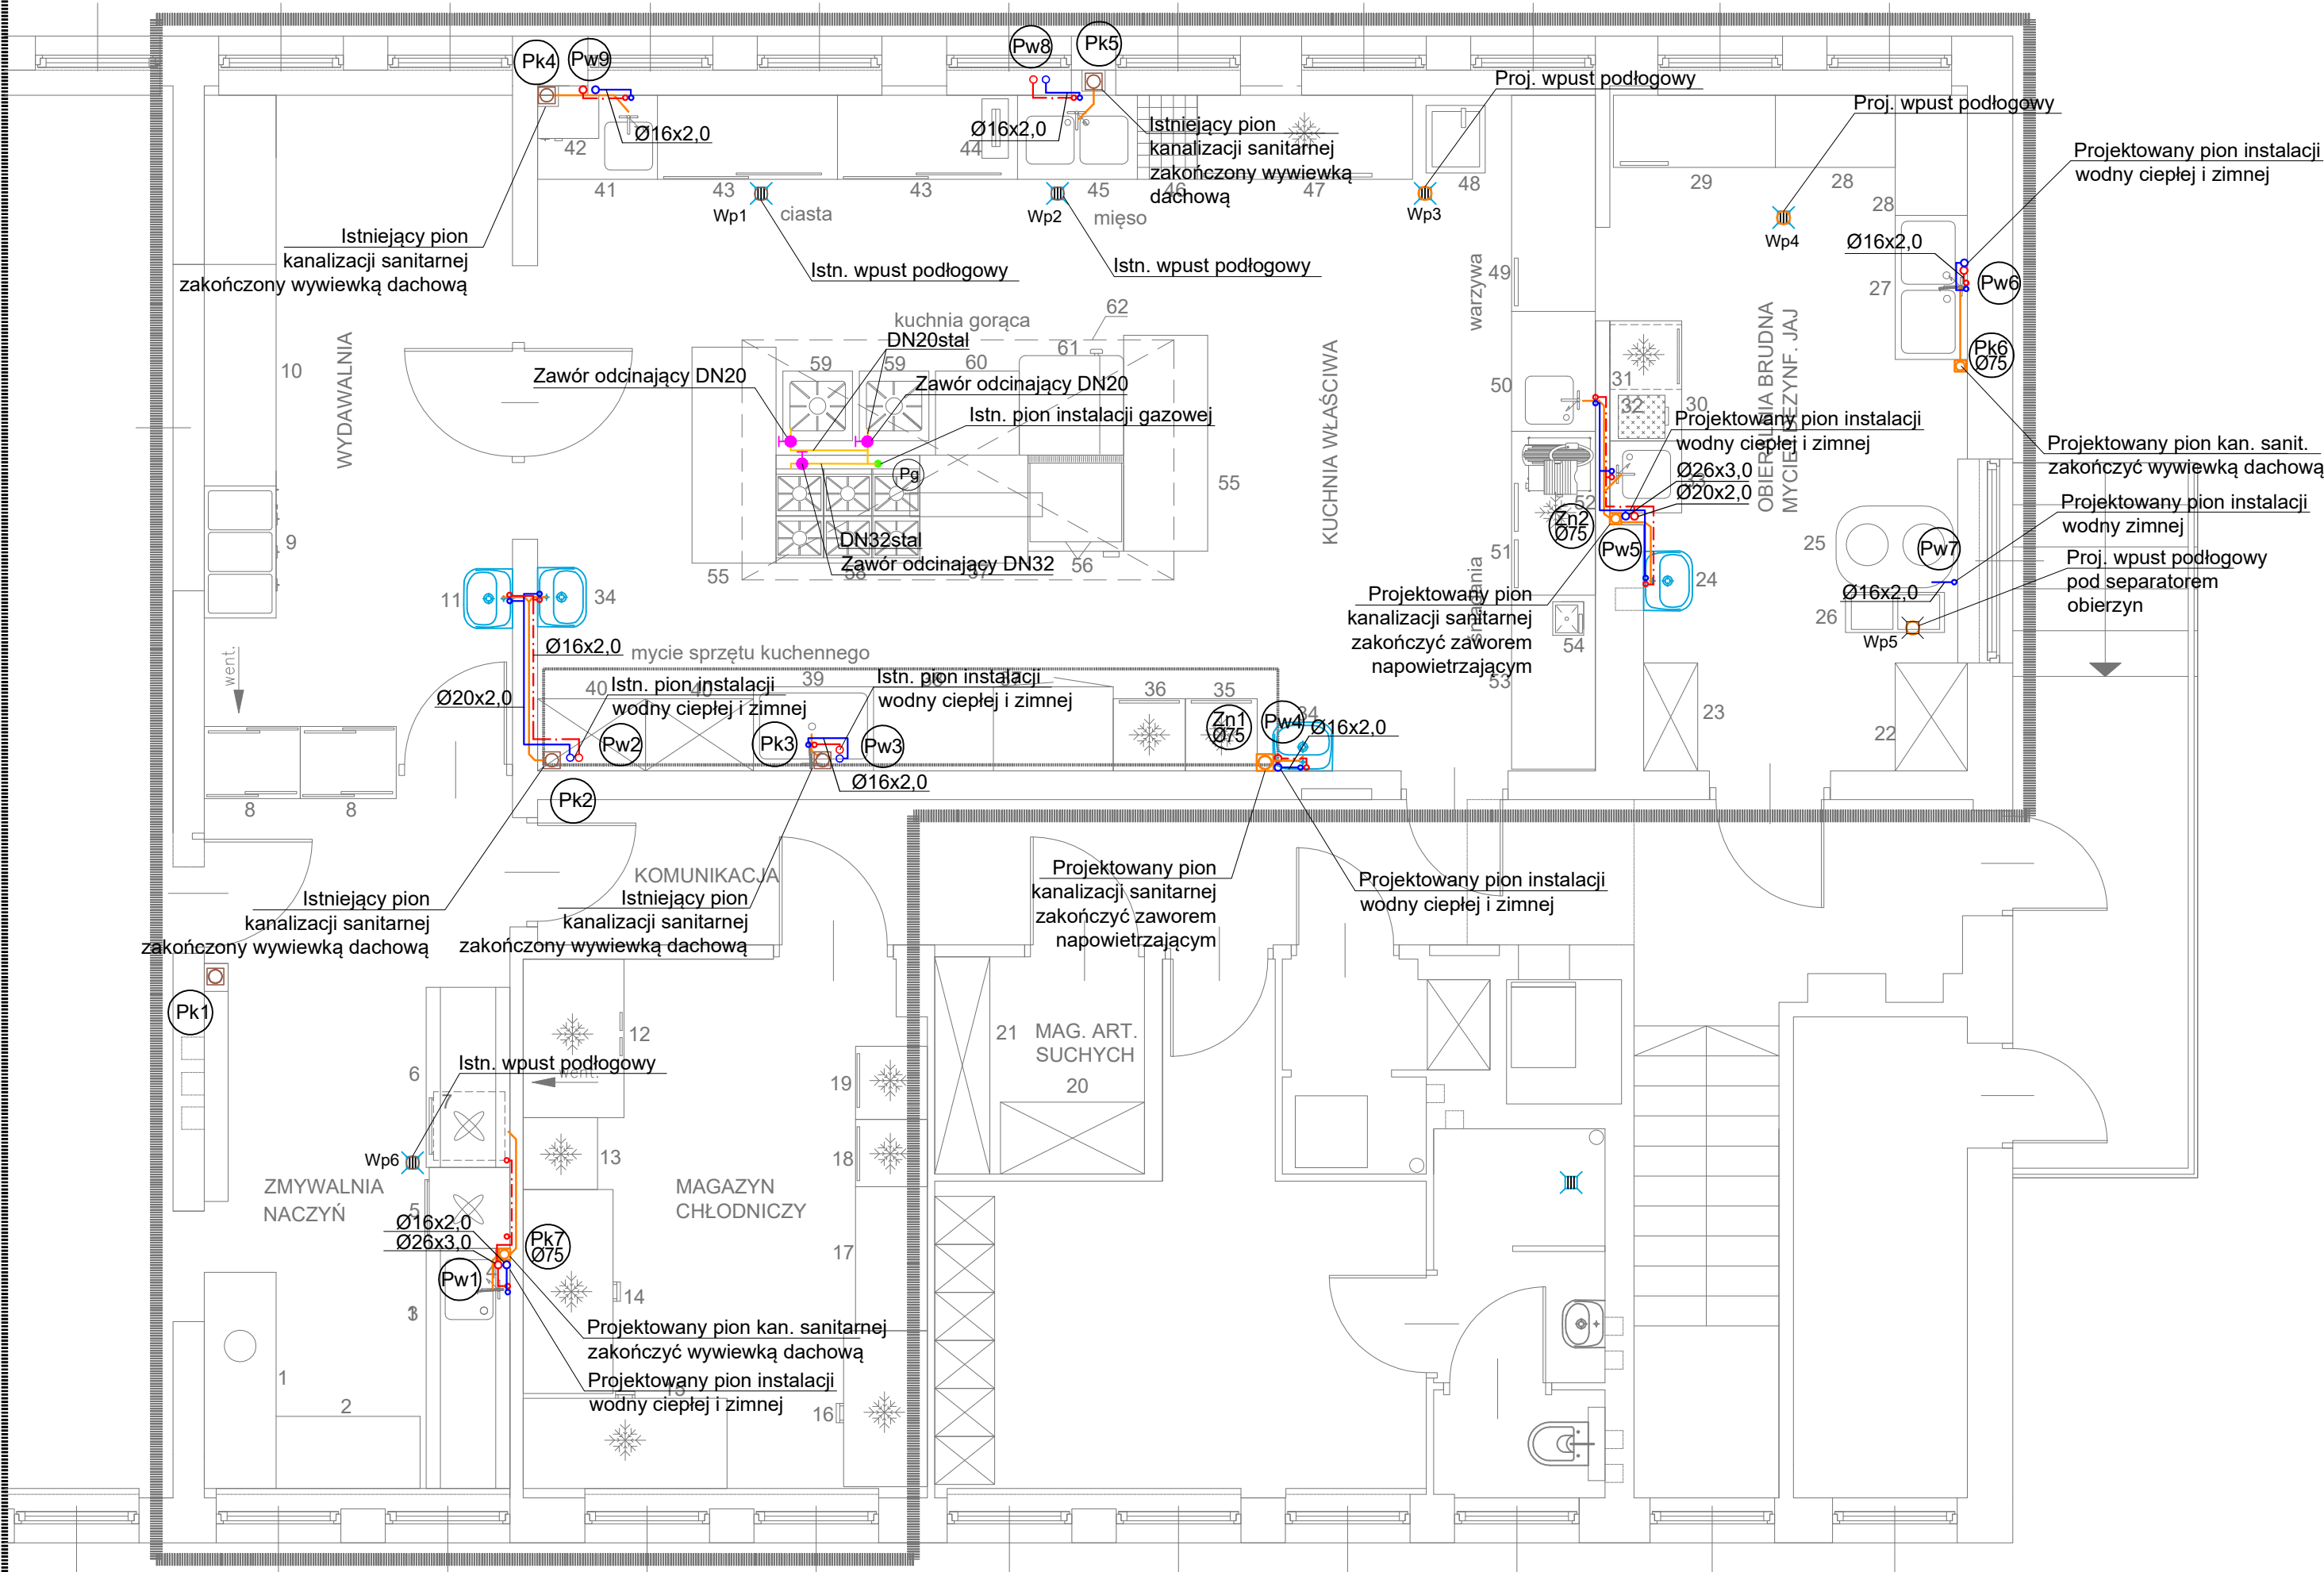 Pk4
Pw9
Pw8
Pk5
Proj. wpust podłogowy
Proj. wpust podłogowy
Ø16x2,0
Ø16x2,0
42
44
Istniejący pion
kanalizacji sanitarnej
zakończony wywiewką
dachową
Projektowany pion instalacji
wodny ciepłej i zimnej
41
43
43
45
46
47
48
29
28
28
Wp1
ciasta
Wp2
mięso
Wp3
Wp4
Istniejący pion
kanalizacji sanitarnej
zakończony wywiewką dachową
Istn. wpust podłogowy
Istn. wpust podłogowy
Ø16x2,0
warzywa
49
27
Pw6
kuchnia gorąca
62
DN20stal
61
WYDAWALNIA
10
Zawór odcinający DN20
59
59
60
Zawór odcinający DN20
Istn. pion instalacji gazowej
KUCHNIA WŁAŚCIWA
50
31
32
30
OBIERALNIA BRUDNA
Pk6
Ø75
Projektowany pion instalacji
wodny ciepłej i zimnej
Projektowany pion kan. sanit.
zakończyć wywiewką dachową
Pg
55
Ø26x3,0
Ø20x2,0
33
52
Zn2
Ø75
Pw5
Projektowany pion instalacji
wodny zimnej
9
DN32stal
Zawór odcinający DN32
55
58
57
56
51
śniadania
25
Pw7
Proj. wpust podłogowy
pod separatorem
obierzyn
24
Ø16x2,0
11
34
Projektowany pion
kanalizacji sanitarnej
zakończyć zaworem
napowietrzającym
54
26
Wp5
went.
Ø16x2,0
mycie sprzętu kuchennego
Ø20x2,0
40
40
Istn. pion instalacji
wodny ciepłej i zimnej
39
Istn. pion instalacji
wodny ciepłej i zimnej
36
35
53
23
22
Pw2
Pk3
Pw3
Zn1
Ø75
Pw4
34
Ø16x2,0
Ø16x2,0
8
8
Pk2
KOMUNIKACJA
Istniejący pion
kanalizacji sanitarnej
zakończony wywiewką dachową
Istniejący pion
kanalizacji sanitarnej
zakończony wywiewką dachową
Projektowany pion
kanalizacji sanitarnej
zakończyć zaworem
napowietrzającym
Projektowany pion instalacji
wodny ciepłej i zimnej
Pk1
12
21
MAG. ART.
SUCHYCH
Istn. wpust podłogowy
6
went.
19
20
7
Wp6
13
18
ZMYWALNIA
NACZYŃ
MAGAZYN
CHŁODNICZY
5
Ø16x2,0
Ø26x3,0
Pk7
Ø75
17
Pw1
4
3
14
Projektowany pion kan. sanitarnej
zakończyć wywiewką dachową
1
Projektowany pion instalacji
wodny ciepłej i zimnej
15
2
16